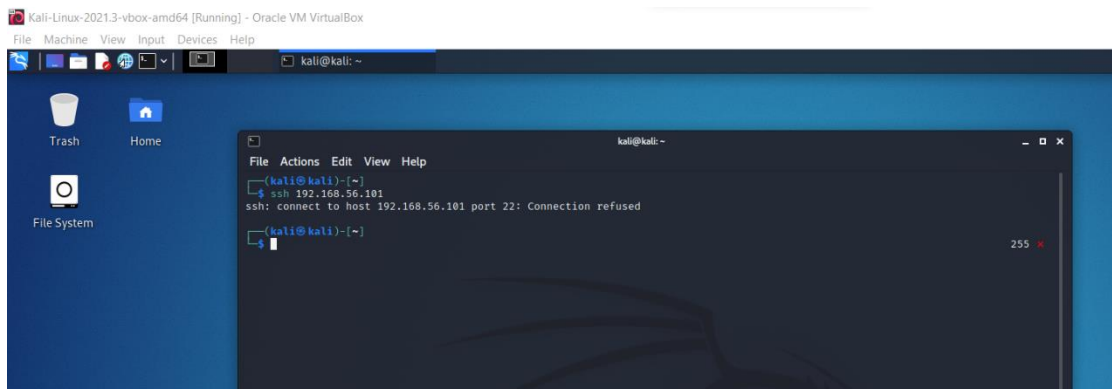 Kali-Linux-2021.3-vbox-amd64 [Running] - Oracle VM VirtualBox
File Machine View Input Devices Help
kali@kali: ~
Trash
Home
File System
kali@kali: ~
File Actions Edit View Help
┌──(kali㉿kali)-[~]
└─$ ssh 192.168.56.101
ssh: connect to host 192.168.56.101 port 22: Connection refused
┌──(kali㉿kali)-[~]
└─$
255 ⨯